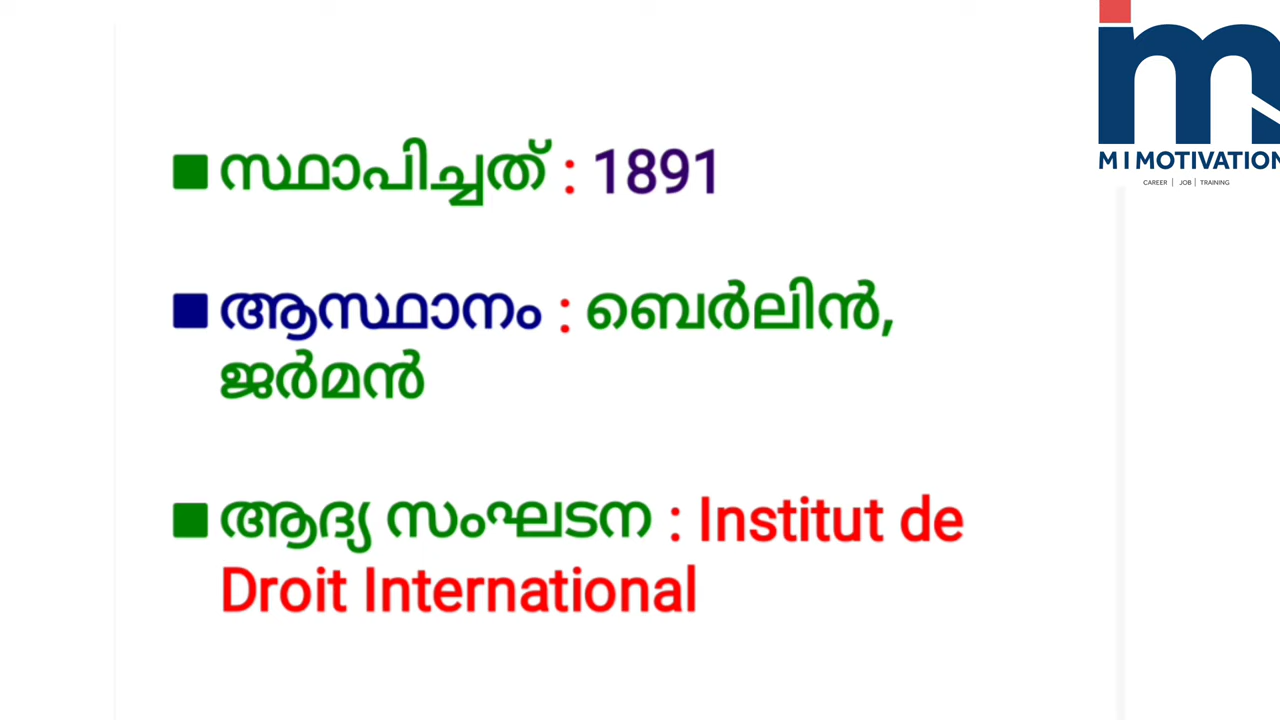 M I MOTIVATION
CAREER | JOB | TRAINING
■ സ്ഥാപിച്ചത് : 1891
■ ആസ്ഥാനം : ബെർലിൻ,
ജർമൻ
■ ആദ്യ സംഘടന : Institut de
Droit International